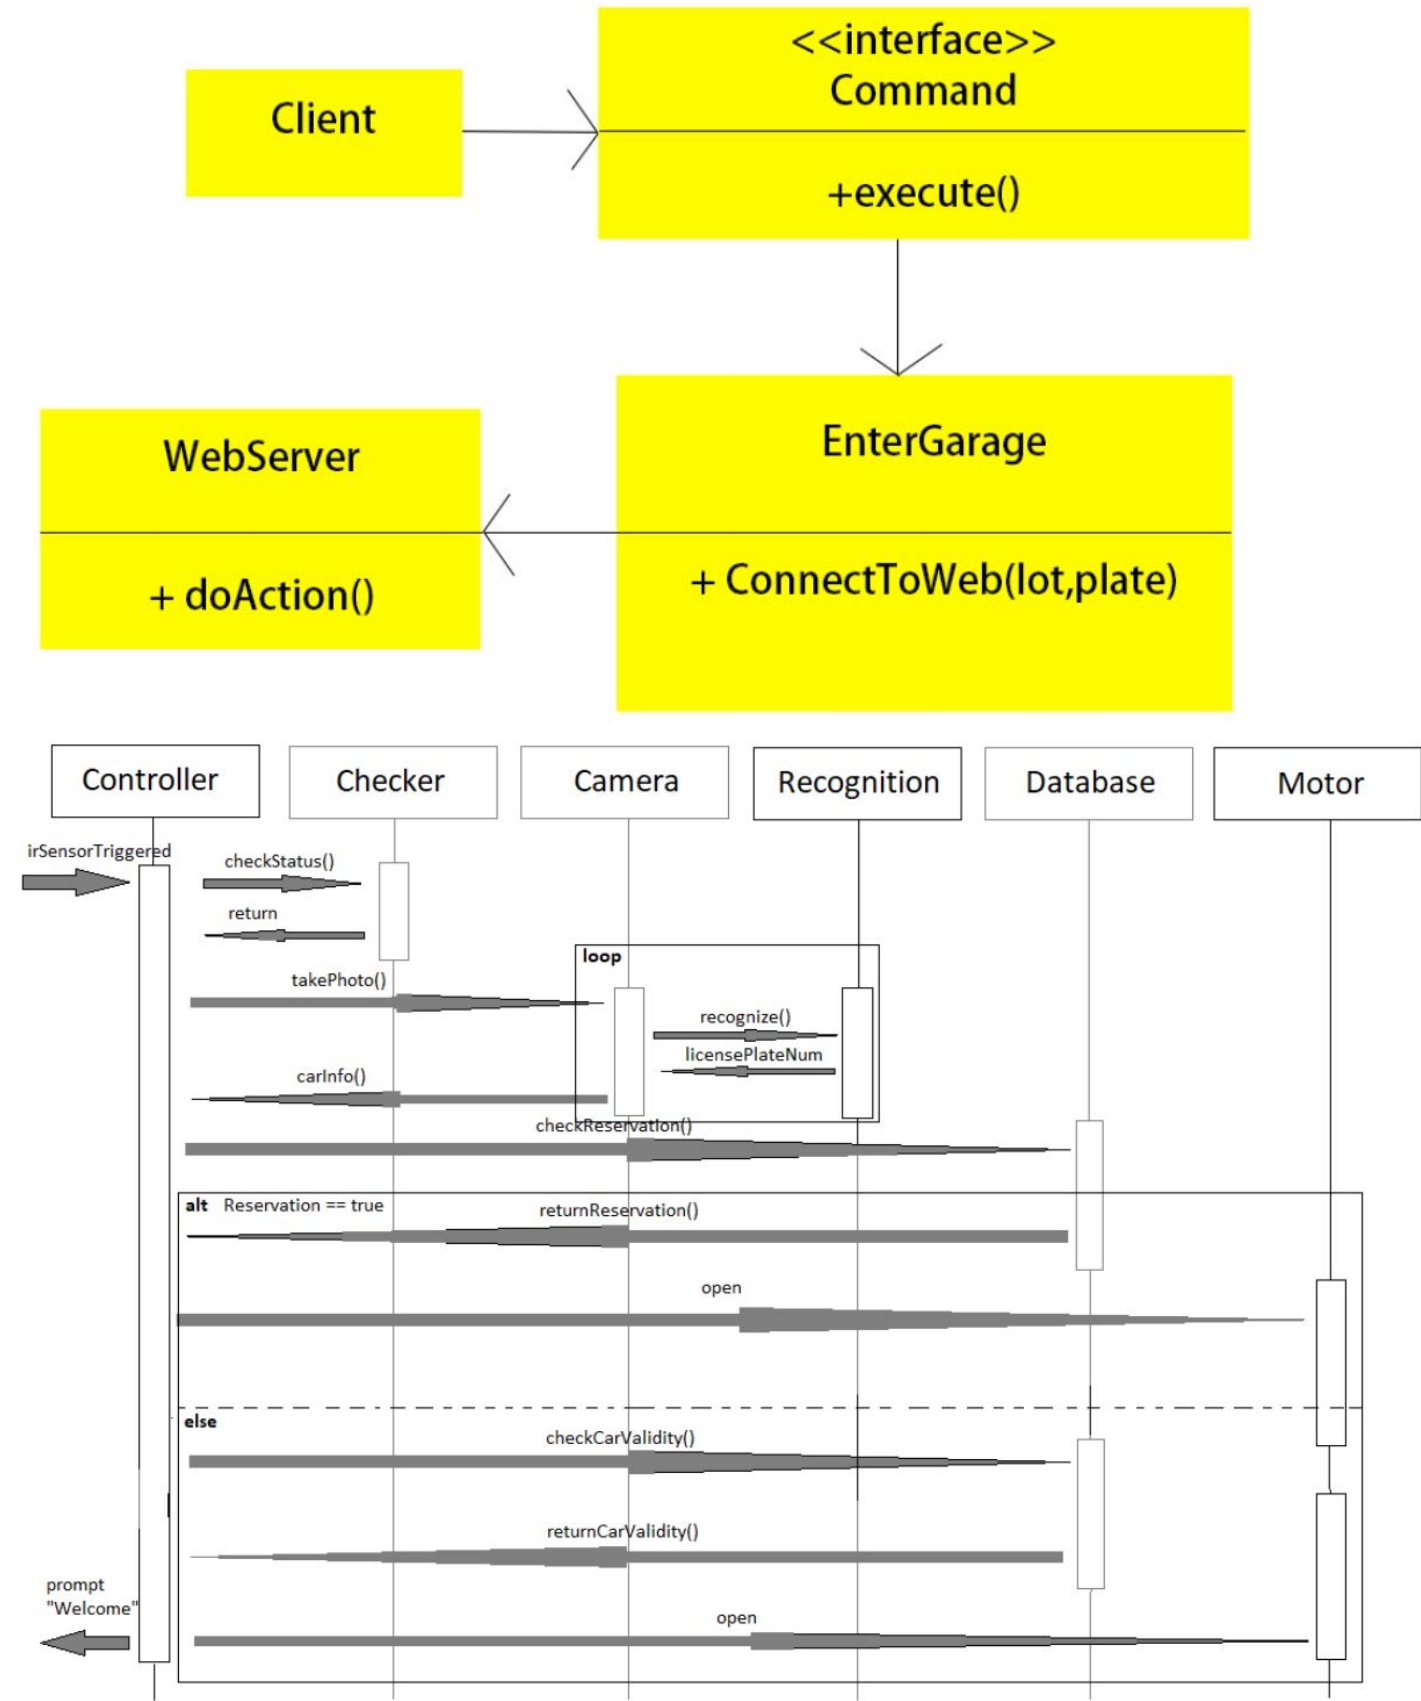 <<interface>>
Command
Client
+execute()
EnterGarage
WebServer
+ ConnectToWeb(lot,plate)
+ doAction()
Controller
Checker
Camera
Recognition
Database
Motor
irSensorTriggered
checkStatus()
return
loop
takePhoto()
recognize()
licensePlateNum
carInfo()
checkReservation()
alt Reservation == true
returnReservation()
open
else
checkCarValidity()
returnCarValidity()
prompt
"Welcome"
open